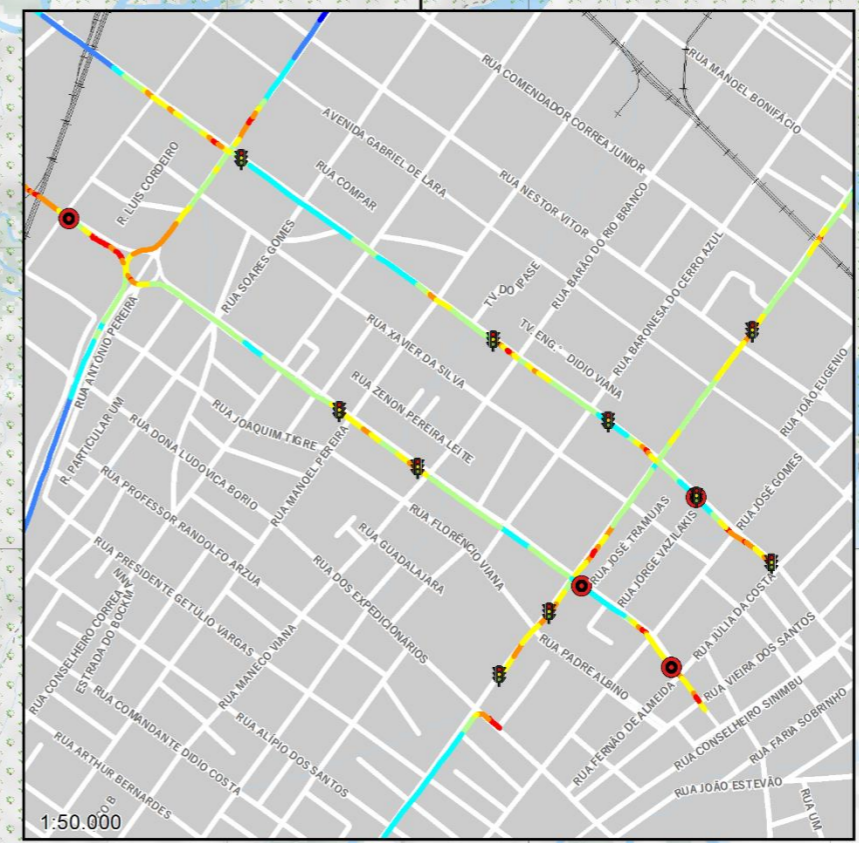 RUA MANOEL BONIFÁCIO
RUA COMENDADOR CORREA JUNIOR
AVENIDA GABRIEL DE LARA
RUA COMPAR
R. LUIS CORDEIRO
RUA NESTOR VITOR
RUA BARÃO DO RIO BRANCO
RUA SOARES GOMES
TV. DO IPASE
RUA BARONESA DO CERRO AZUL
RUA ANTÔNIO PEREIRA
RUA XAVIER DA SILVA
TV. ENG.º DIDIO VIANA
RUA JOÃO EUGENIO
RUA ZENON PEREIRA LEITE
R. PARTICULAR UM
RUA JOAQUIM TIGRE
RUA DONA LUDOVICA BORIO
RUA MANOEL PEREIRA
RUA JOSÉ GOMES
RUA PROFESSOR RANDOLFO ARZUA
RUA JOSÉ TRAMUJAS
RUA JORGE VAZILAKIS
RUA FLORÊNCIO VIANA
RUA GUADALAJARA
RUA PRESIDENTE GETÚLIO VARGAS
RUA DOS EXPEDICIONÁRIOS
RUA JULIA DA COSTA
RUA CONSELHEIRO CORREA
ESTRADA DO BOCKM
ANN
RUA MANECO VIANA
RUA PADRE ALBINO
RUA VIEIRA DOS SANTOS
RUA FERNÃO DE ALMEIDA
RUA CONSELHEIRO SINIMBU
RUA FARIA SOBRINHO
RUA COMANDANTE DIDIO COSTA
RUA ALÍPIO DOS SANTOS
RUA ARTHUR BERNARDES
RUA JOÃO ESTEVÃO
RUA UM
O B
1:50.000